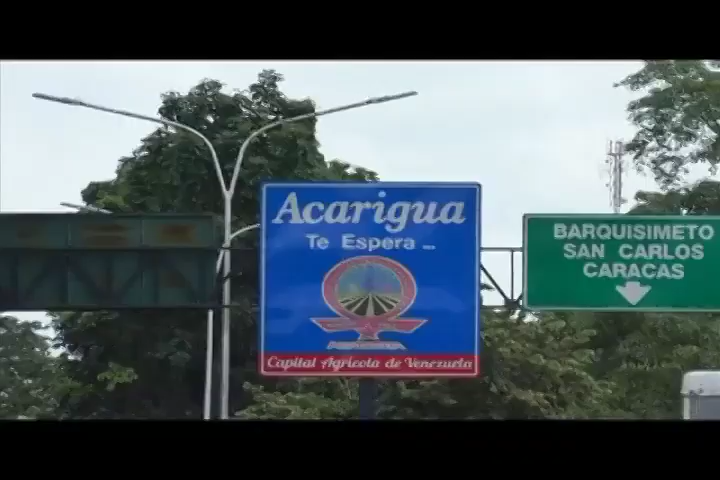 Acarigua
Te Espera ...
Capital Agrícola de Venezuela
BARQUISIMETO
SAN CARLOS
CARACAS